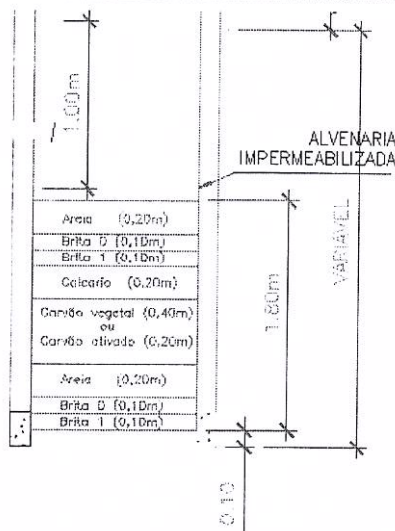 1.00m
ALVENARIA
IMPERMEABILIZADA
VARIÁVEL
1.80m
Areia (0,20m)
Brita 0 (0,10m)
Brita 1 (0,10m)
Calcario (0,20m)
Carvão vegetal (0,40m)
ou
Carvão ativado (0,20m)
Areia (0,20m)
Brita 0 (0,10m)
Brita 1 (0,10m)
0.10